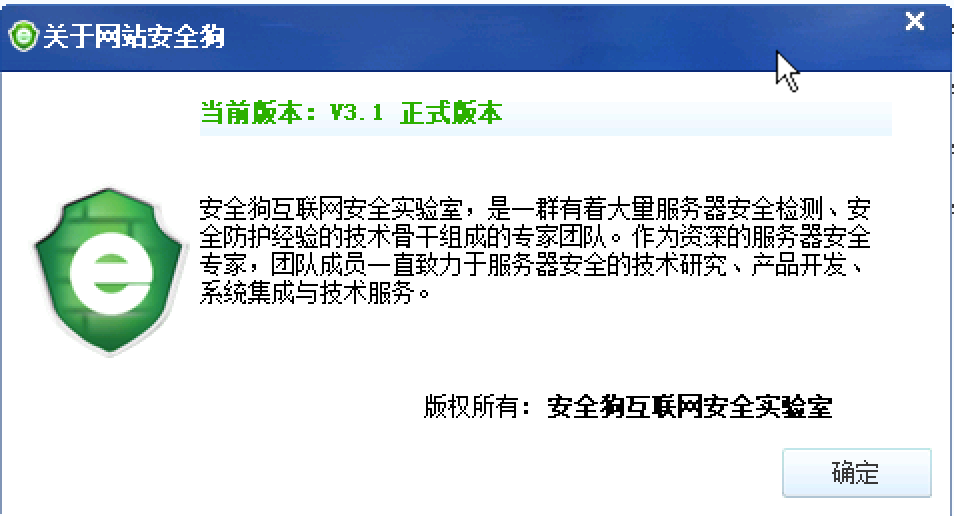 关于网站安全狗
当前版本：V3.1 正式版本
安全狗互联网安全实验室，是一群有着大量服务器安全检测、安
全防护经验的技术骨干组成的专家团队。作为资深的服务器安全
专家，团队成员一直致力于服务器安全的技术研究、产品开发、
系统集成与技术服务。
版权所有：安全狗互联网安全实验室
确定